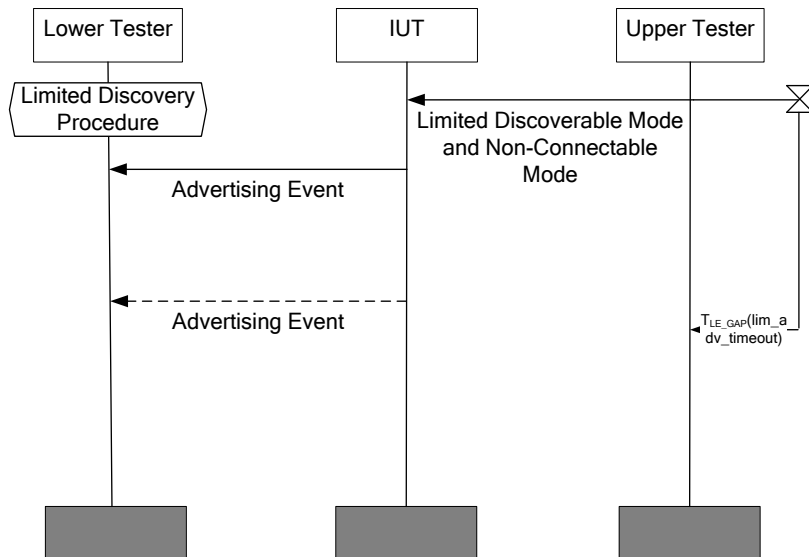 Lower Tester
IUT
Upper Tester
Limited Discovery
Procedure
Limited Discoverable Mode
and Non-Connectable
Mode
Advertising Event
Advertising Event
TLE_GAP(lim_a
dv_timeout)